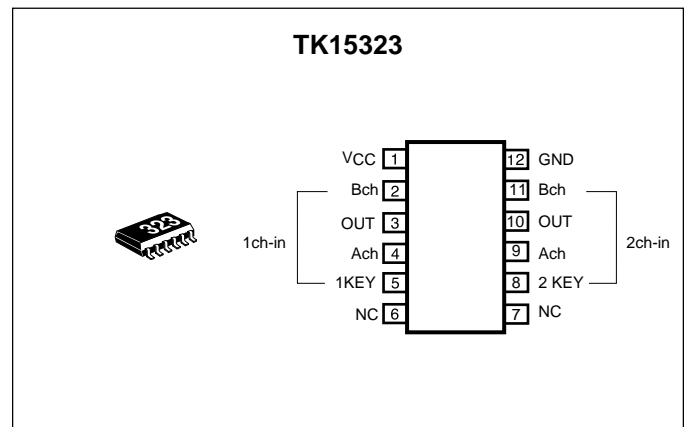 TK15323
323
VCC 1
Bch 2
OUT 3
Ach 4
1KEY 5
NC 6
1ch-in
12 GND
11 Bch
10 OUT
9 Ach
8 2 KEY
7 NC
2ch-in